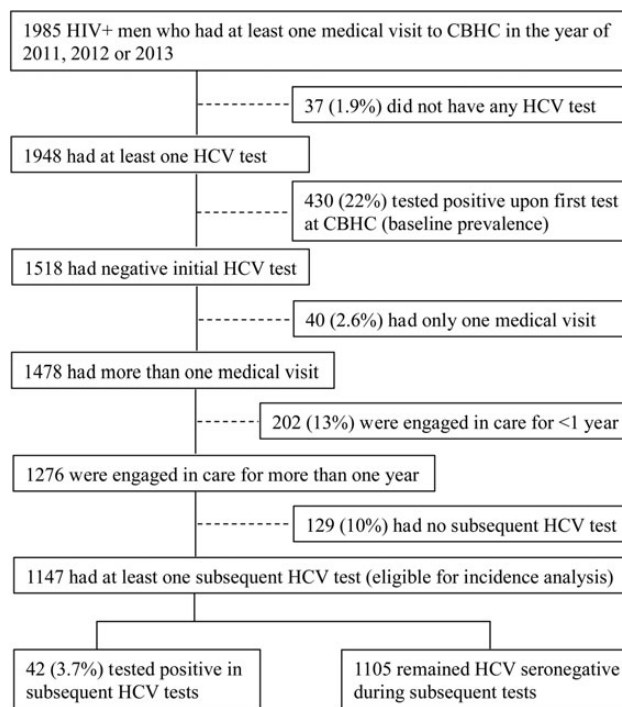 1985 HIV+ men who had at least one medical visit to CBHC in the year of
2011, 2012 or 2013
37 (1.9%) did not have any HCV test
1948 had at least one HCV test
430 (22%) tested positive upon first test
at CBHC (baseline prevalence)
1518 had negative initial HCV test
40 (2.6%) had only one medical visit
1478 had more than one medical visit
202 (13%) were engaged in care for <1 year
1276 were engaged in care for more than one year
129 (10%) had no subsequent HCV test
1147 had at least one subsequent HCV test (eligible for incidence analysis)
42 (3.7%) tested positive in
subsequent HCV tests
1105 remained HCV seronegative
during subsequent tests